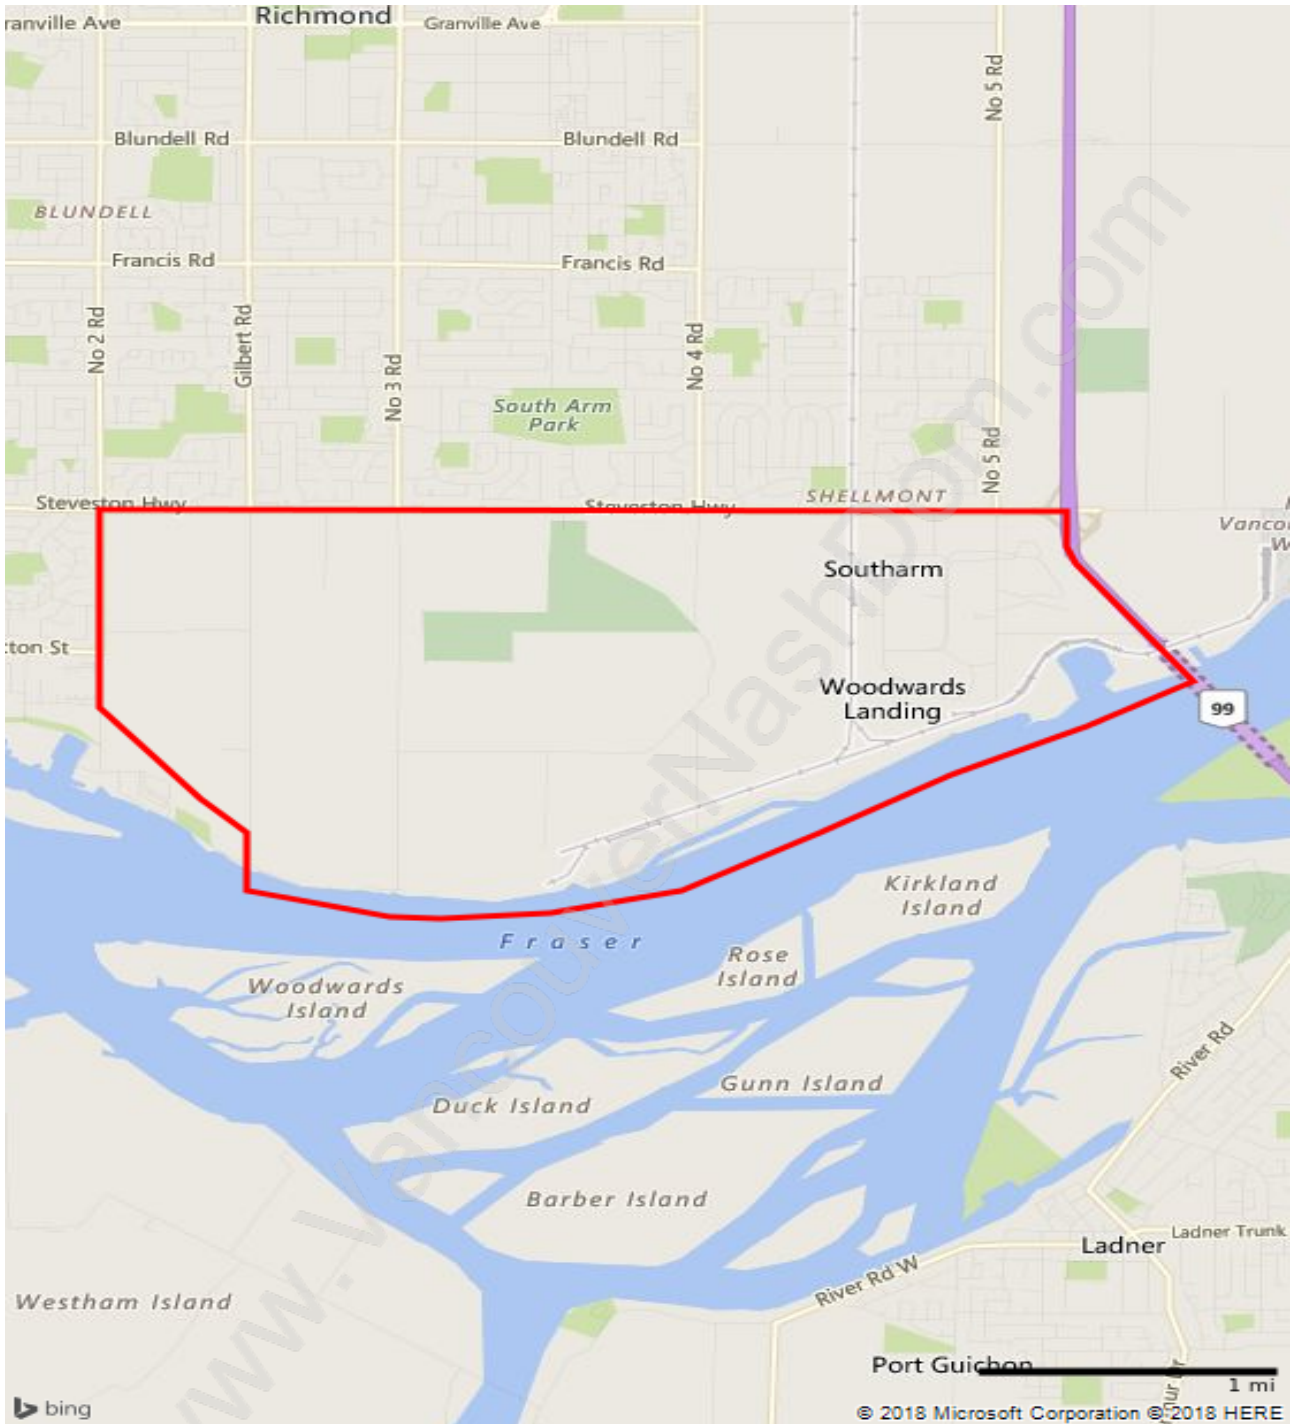 Richmond
ranville Ave
Granville Ave
No 5 Rd
Blundell Rd
Blundell Rd
BLUNDELL
Francis Rd
Francis Rd
No 2 Rd
Gilbert Rd
No 3 Rd
No 4 Rd
South Arm
Park
No 5 Rd
Steveston Hwy
Steveston Hwy
SHELLMONT
Vancou
W
Southarm
tton St
Woodwards
Landing
99
Kirkland
Island
Fraser
Rose
Island
Woodwards
Island
River Rd
Gunn Island
Duck Island
Barber Island
Ladner Trunk
Ladner
River Rd W
Westham Island
Port Guichon
1 mi
bing
© 2018 Microsoft Corporation © 2018 HERE
www.VancouverNashDom.com